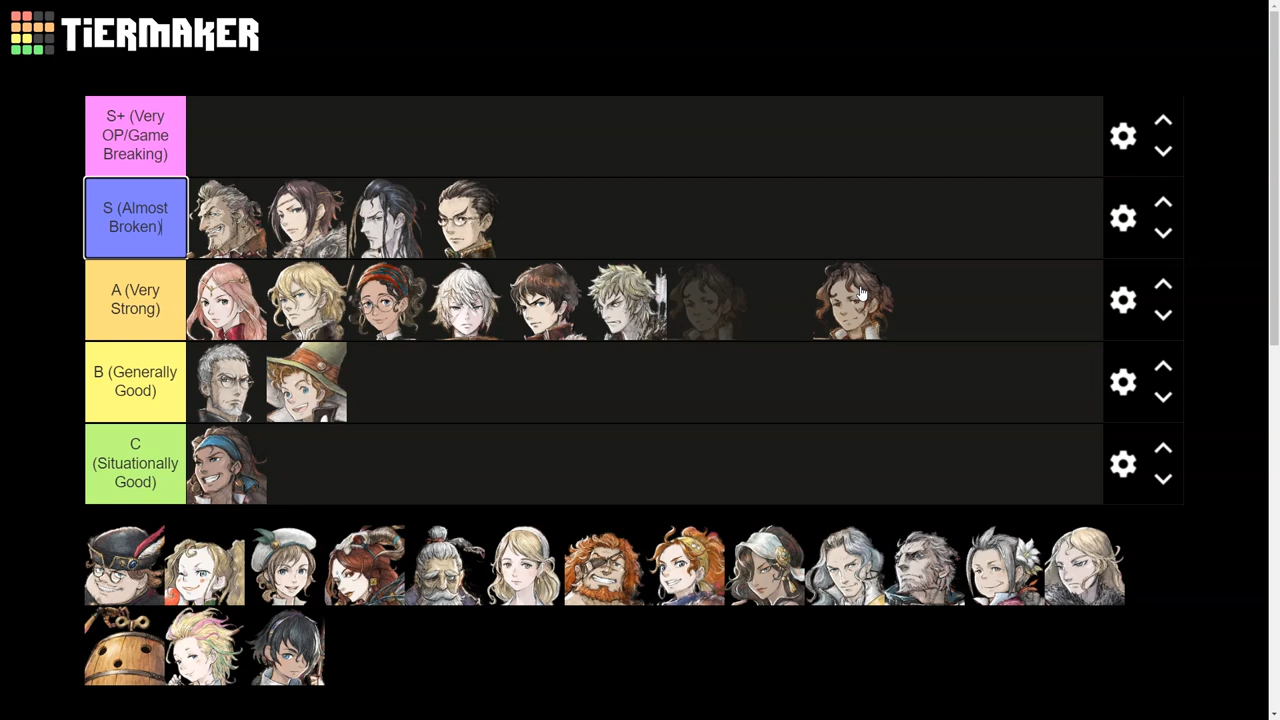 TiERMAKER
S+ (Very
OP/Game
Breaking)
S (Almost
Broken)
A (Very
Strong)
B (Generally
Good)
C
(Situationally
Good)